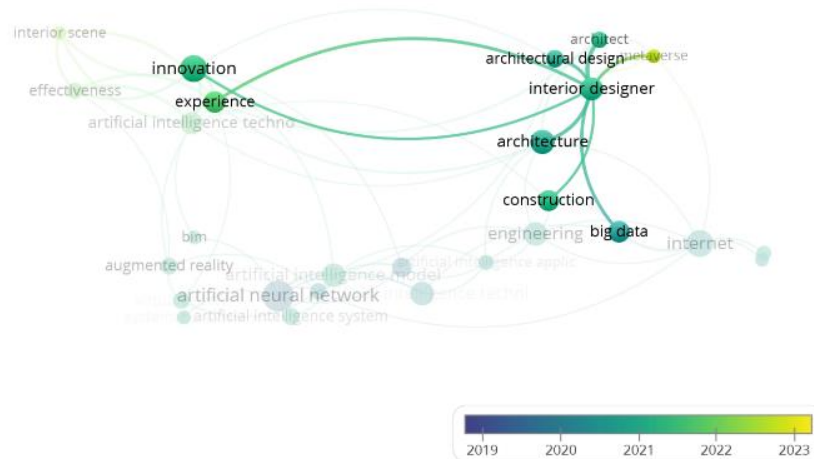 architect
interior scene
architectural design
metaverse
innovation
interior designer
effectiveness
experience
artificial intelligence techno
architecture
construction
engineering
big data
internet
bim
augmented reality
artificial intelligence applic
artificial intelligence model
artificial neural network
artificial intelligence system
2019
2020
2021
2022
2023